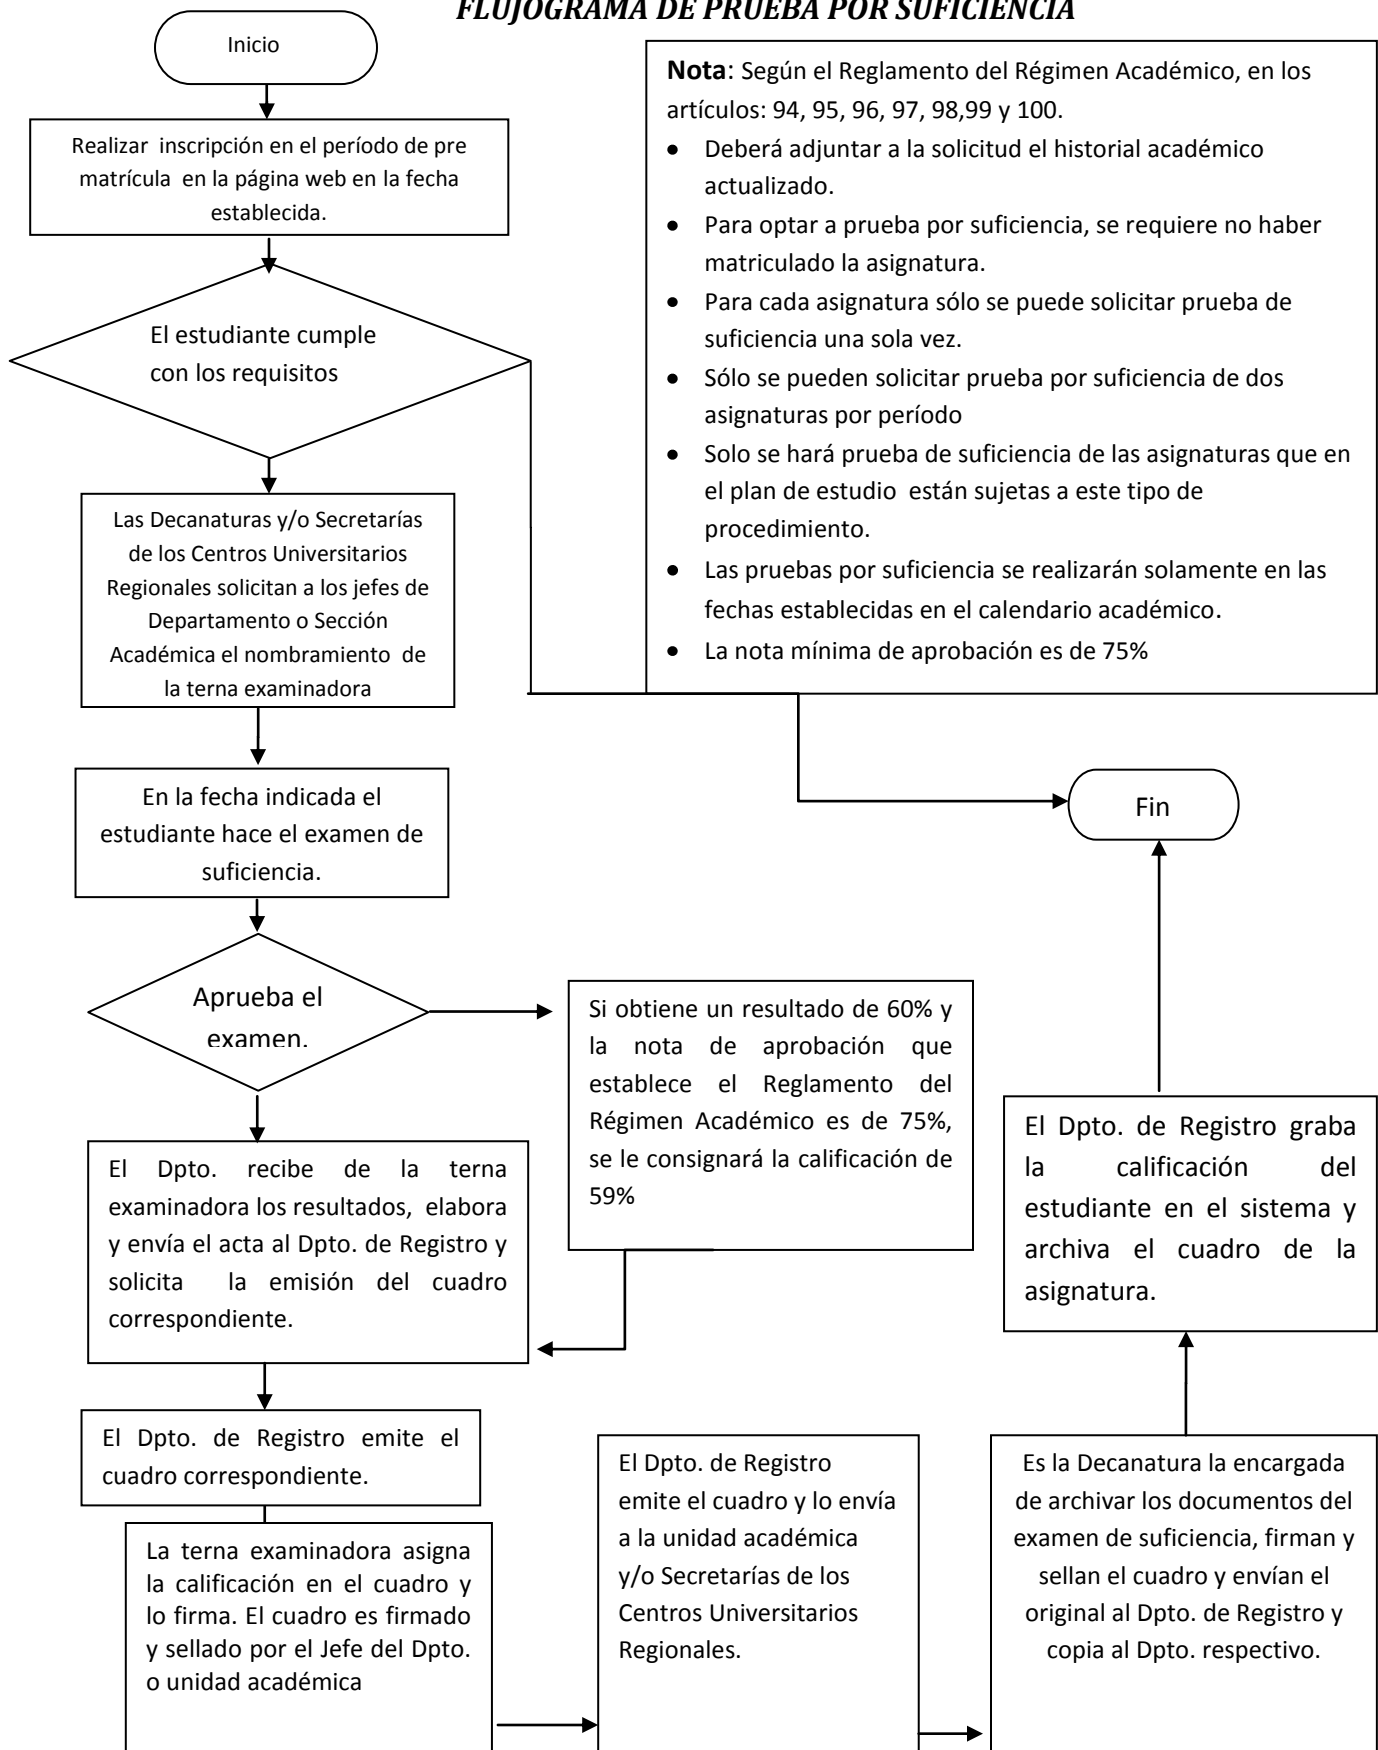 FLUJOGRAMA DE PRUEBA POR SUFICIENCIA
Inicio
Realizar inscripción en el período de pre
matrícula en la página web en la fecha
establecida.
El estudiante cumple
con los requisitos
Las Decanaturas y/o Secretarías
de los Centros Universitarios
Regionales solicitan a los jefes de
Departamento o Sección
Académica el nombramiento de
la terna examinadora
En la fecha indicada el
estudiante hace el examen de
suficiencia.
Aprueba el
examen.
Nota: Según el Reglamento del Régimen Académico, en los
artículos: 94, 95, 96, 97, 98,99 y 100.
• Deberá adjuntar a la solicitud el historial académico
actualizado.
• Para optar a prueba por suficiencia, se requiere no haber
matriculado la asignatura.
• Para cada asignatura sólo se puede solicitar prueba de
suficiencia una sola vez.
• Sólo se pueden solicitar prueba por suficiencia de dos
asignaturas por período
• Solo se hará prueba de suficiencia de las asignaturas que en
el plan de estudio están sujetas a este tipo de
procedimiento.
• Las pruebas por suficiencia se realizarán solamente en las
fechas establecidas en el calendario académico.
• La nota mínima de aprobación es de 75%
Fin
Si obtiene un resultado de 60% y
la nota de aprobación que
establece el Reglamento del
Régimen Académico es de 75%,
se le consignará la calificación de
59%
El Dpto. recibe de la terna
examinadora los resultados, elabora
y envía el acta al Dpto. de Registro y
solicita la emisión del cuadro
correspondiente.
El Dpto. de Registro graba
la calificación del
estudiante en el sistema y
archiva el cuadro de la
asignatura.
El Dpto. de Registro emite el
cuadro correspondiente.
La terna examinadora asigna
la calificación en el cuadro y
lo firma. El cuadro es firmado
y sellado por el Jefe del Dpto.
o unidad académica
El Dpto. de Registro
emite el cuadro y lo envía
a la unidad académica
y/o Secretarías de los
Centros Universitarios
Regionales.
Es la Decanatura la encargada
de archivar los documentos del
examen de suficiencia, firman y
sellan el cuadro y envían el
original al Dpto. de Registro y
copia al Dpto. respectivo.